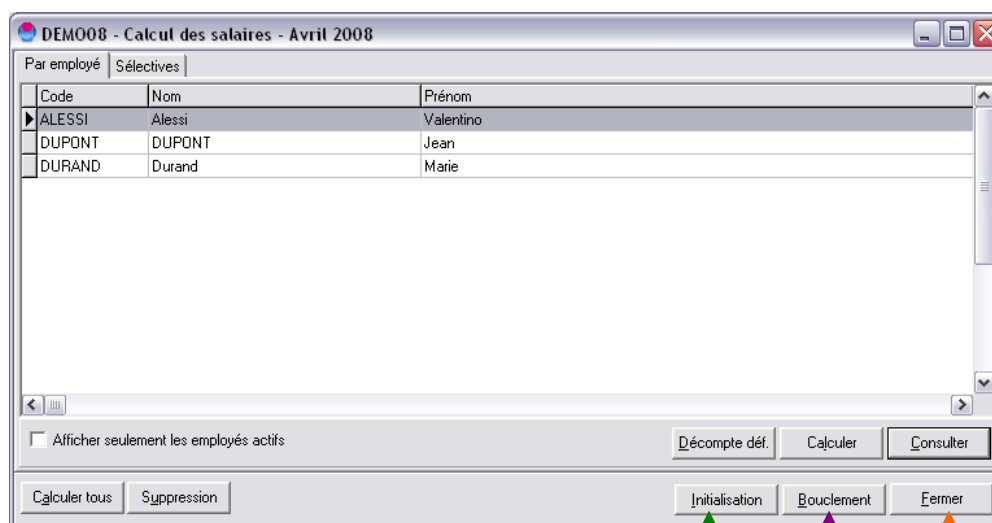 DEMO08 - Calcul des salaires - Avril 2008
Par employé Sélectives
Code Nom Prénom
ALESSI Alessi Valentino
DUPONT DUPONT Jean
DURAND Durand Marie
Afficher seulement les employés actifs
Décompte déf. Calculer Consulter
Calculer tous Suppression Initialisation Bouclement Fermer